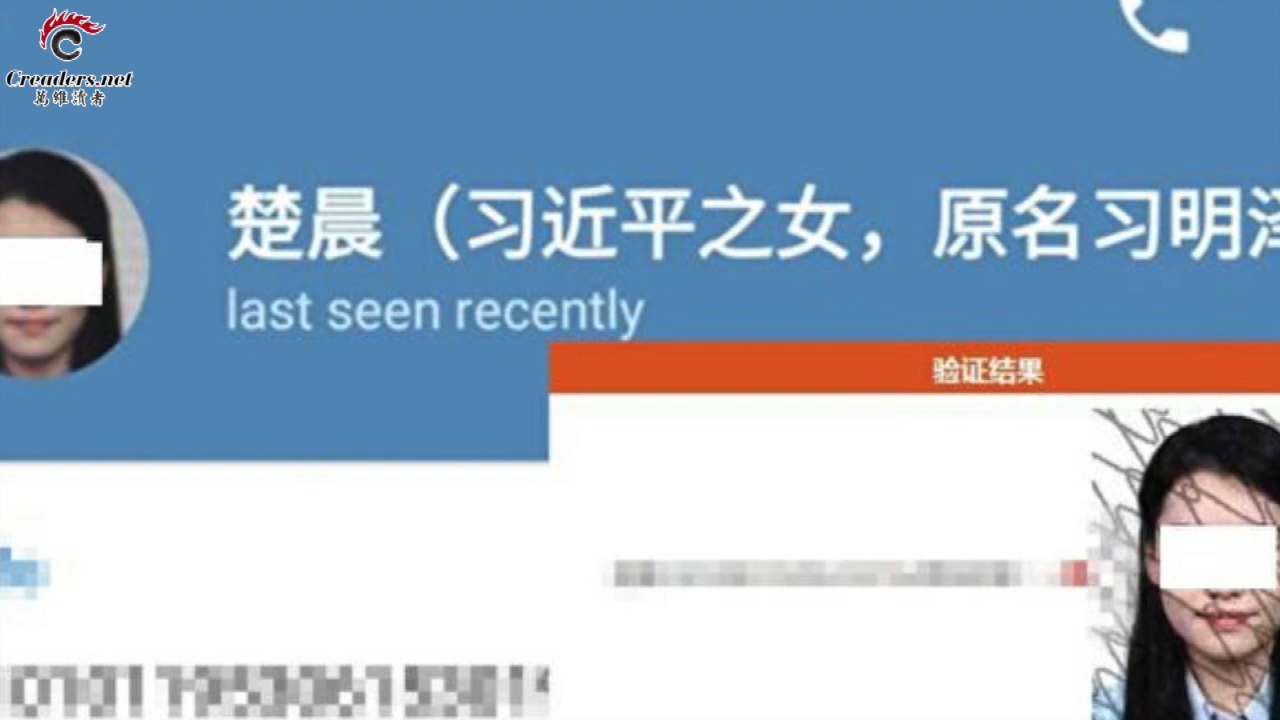 Creaders.net
萬維讀者
楚晨（习近平之女，原名习明泽
last seen recently
验证结果